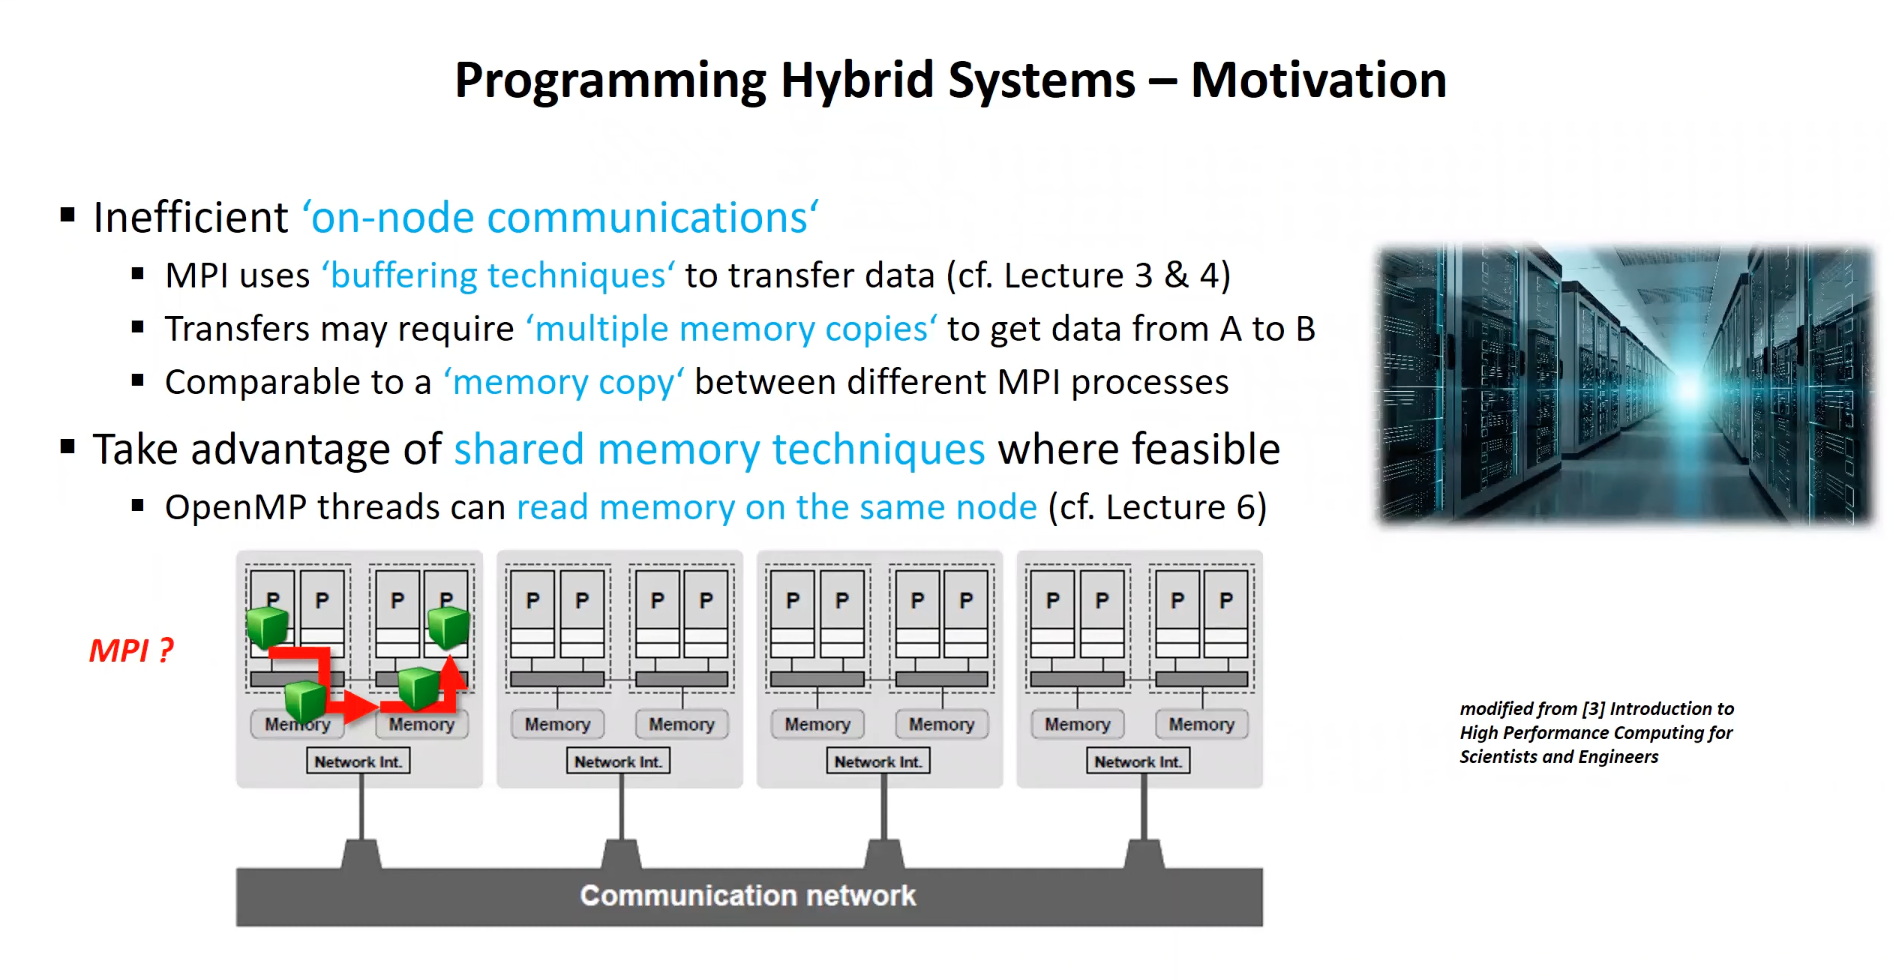 Programming Hybrid Systems – Motivation
▪ Inefficient ‘on-node communications‘
▪ MPI uses ‘buffering techniques‘ to transfer data (cf. Lecture 3 & 4)
▪ Transfers may require ‘multiple memory copies‘ to get data from A to B
▪ Comparable to a ‘memory copy‘ between different MPI processes
▪ Take advantage of shared memory techniques where feasible
▪ OpenMP threads can read memory on the same node (cf. Lecture 6)
P P P P P P P P P P P P P P P P
MPI ?
Memory Memory Memory Memory Memory Memory Memory Memory
Network Int. Network Int. Network Int. Network Int.
Communication network
modified from [3] Introduction to
High Performance Computing for
Scientists and Engineers